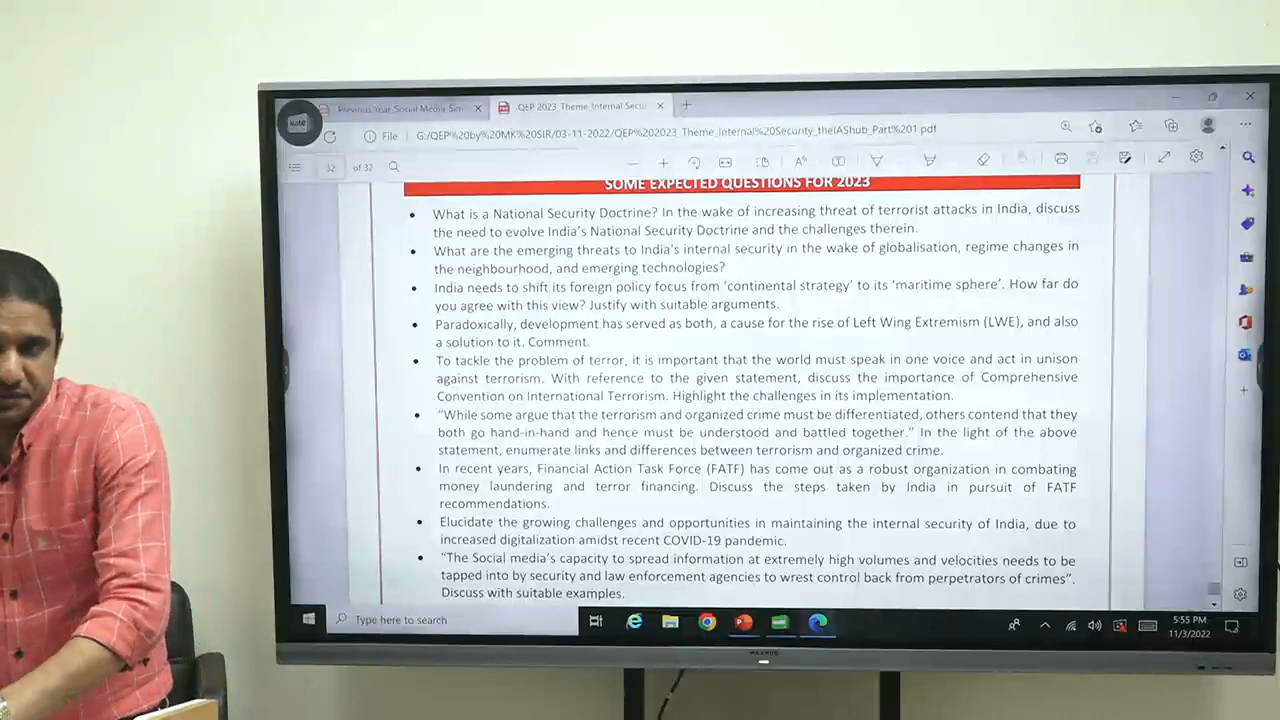 Note
Previous Year_Social Media_Sim
QEP 2023_Theme_Internal Secu
File
G:/QEP%20by%20MK%20SIR/03-11-2022/QEP%202023_Theme_Internal%20Security_theIAShub_Part%201.pdf
32 of 37
SOME EXPECTED QUESTIONS FOR 2023
• What is a National Security Doctrine? In the wake of increasing threat of terrorist attacks in India, discuss
the need to evolve India's National Security Doctrine and the challenges therein.
• What are the emerging threats to India's internal security in the wake of globalisation, regime changes in
the neighbourhood, and emerging technologies?
• India needs to shift its foreign policy focus from 'continental strategy' to its 'maritime sphere'. How far do
you agree with this view? Justify with suitable arguments.
• Paradoxically, development has served as both, a cause for the rise of Left Wing Extremism (LWE), and also
a solution to it. Comment.
• To tackle the problem of terror, it is important that the world must speak in one voice and act in unison
against terrorism. With reference to the given statement, discuss the importance of Comprehensive
Convention on International Terrorism. Highlight the challenges in its implementation.
• "While some argue that the terrorism and organized crime must be differentiated, others contend that they
both go hand-in-hand and hence must be understood and battled together." In the light of the above
statement, enumerate links and differences between terrorism and organized crime.
• In recent years, Financial Action Task Force (FATF) has come out as a robust organization in combating
money laundering and terror financing. Discuss the steps taken by India in pursuit of FATF
recommendations.
• Elucidate the growing challenges and opportunities in maintaining the internal security of India, due to
increased digitalization amidst recent COVID-19 pandemic.
• "The Social media's capacity to spread information at extremely high volumes and velocities needs to be
tapped into by security and law enforcement agencies to wrest control back from perpetrators of crimes".
Discuss with suitable examples.
Type here to search
5:55 PM
11/3/2022